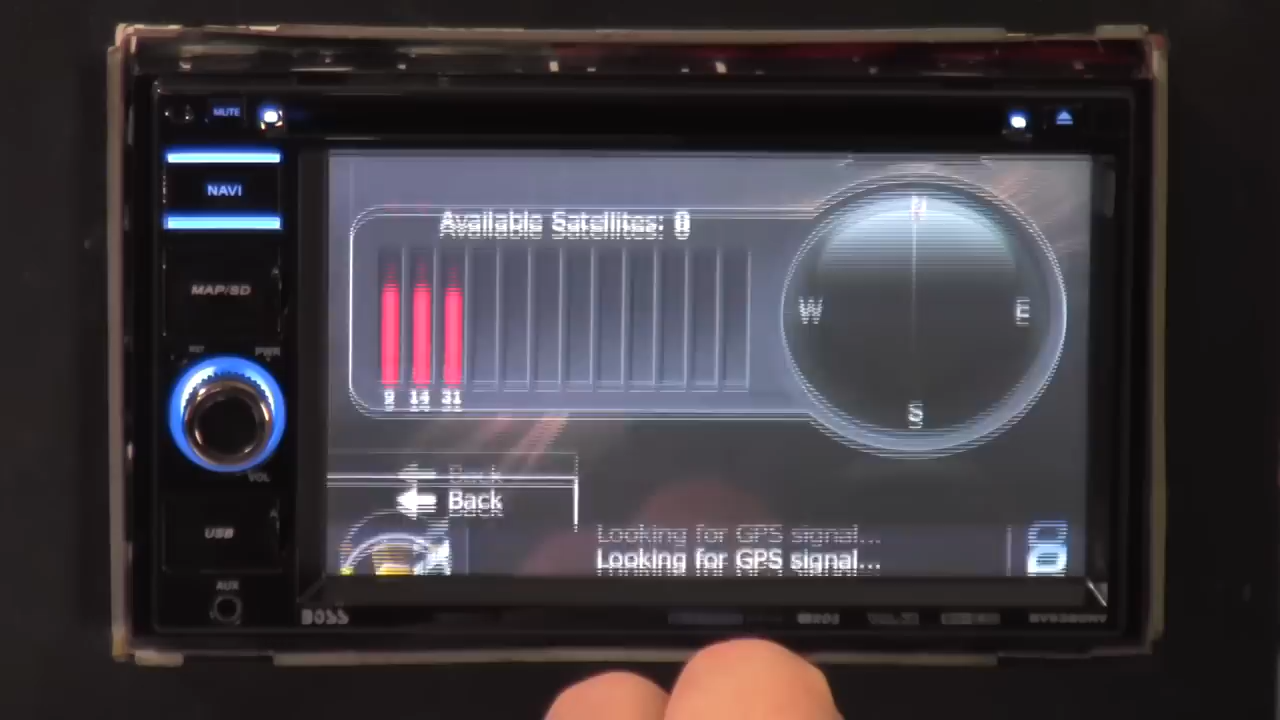 MUTE
NAVI
MAP/SD
PWR
VOL
USB
AUX
BOSS
Available Satellites: 0
9 14 31
N
W E
S
Back
Looking for GPS signal...